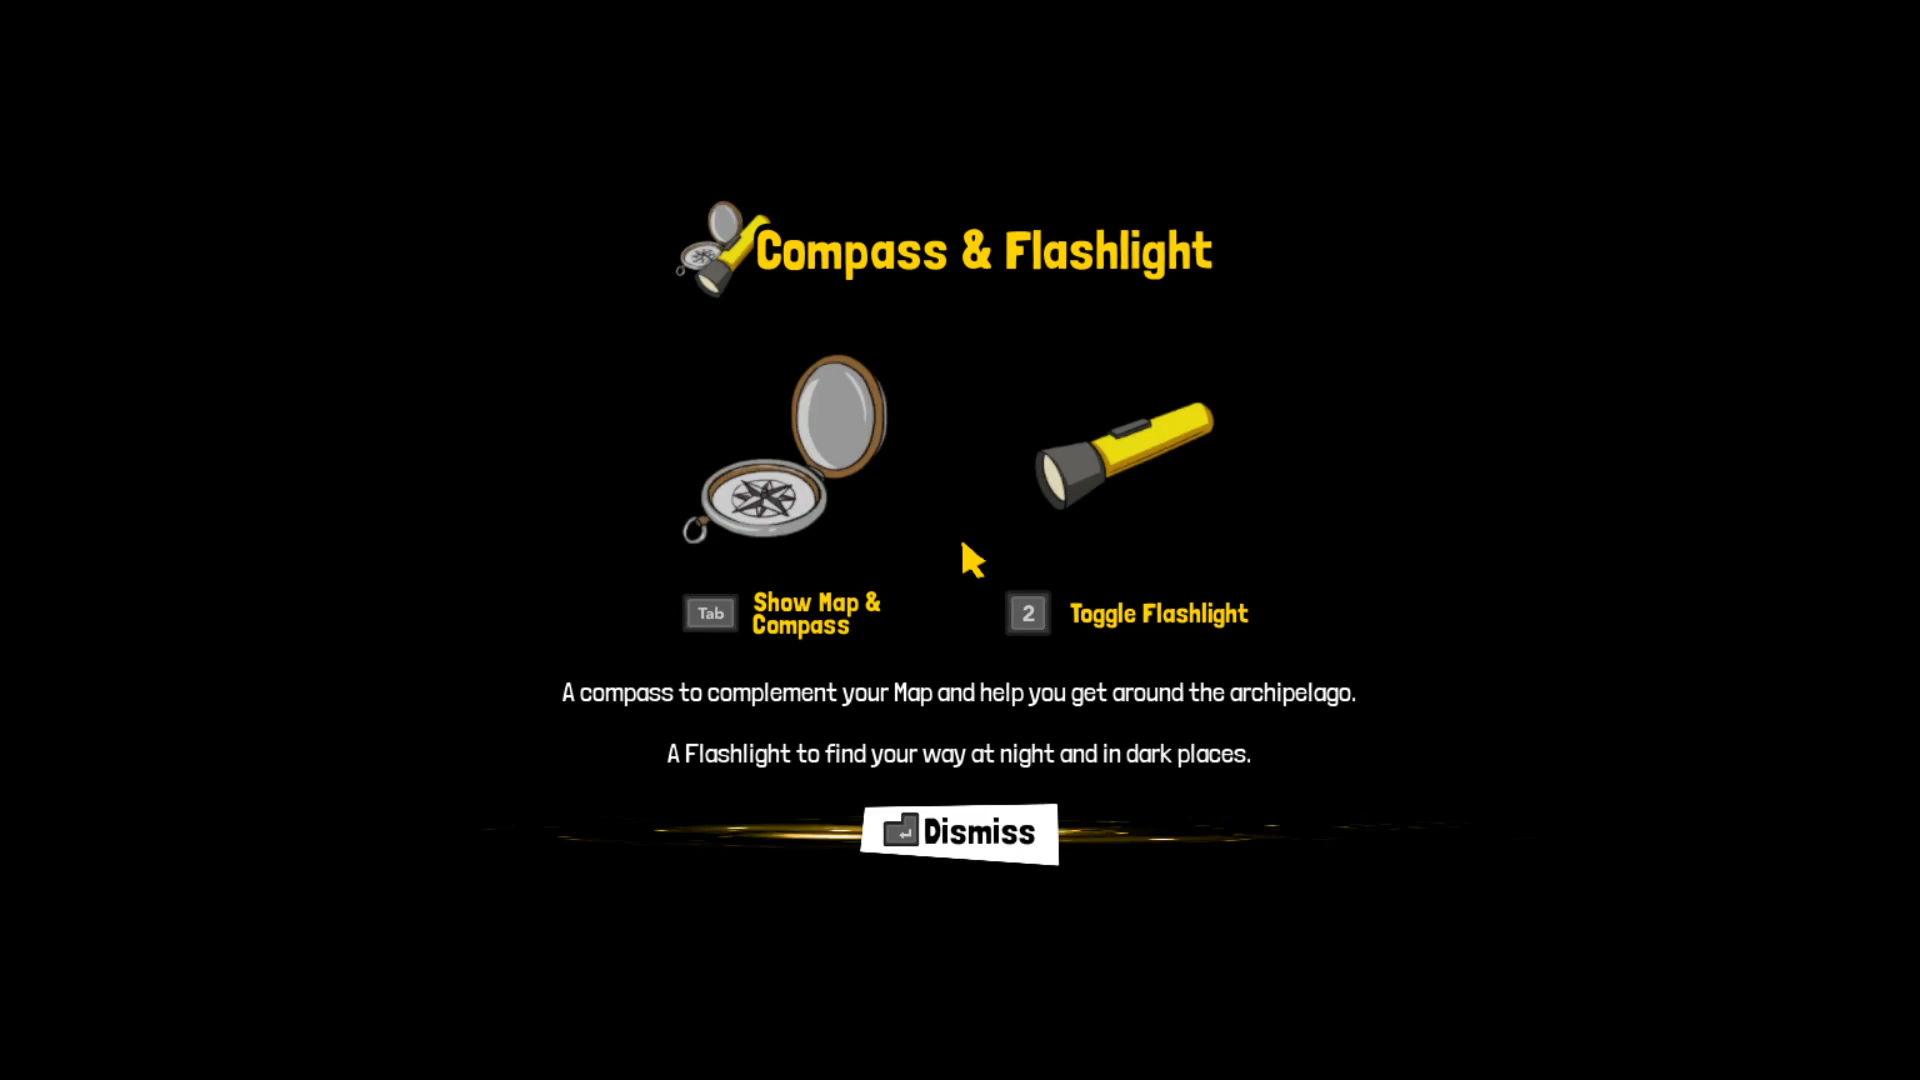 Compass & Flashlight
Tab
Show Map &
Compass
2
Toggle Flashlight
A compass to complement your Map and help you get around the archipelago.
A Flashlight to find your way at night and in dark places.
Dismiss